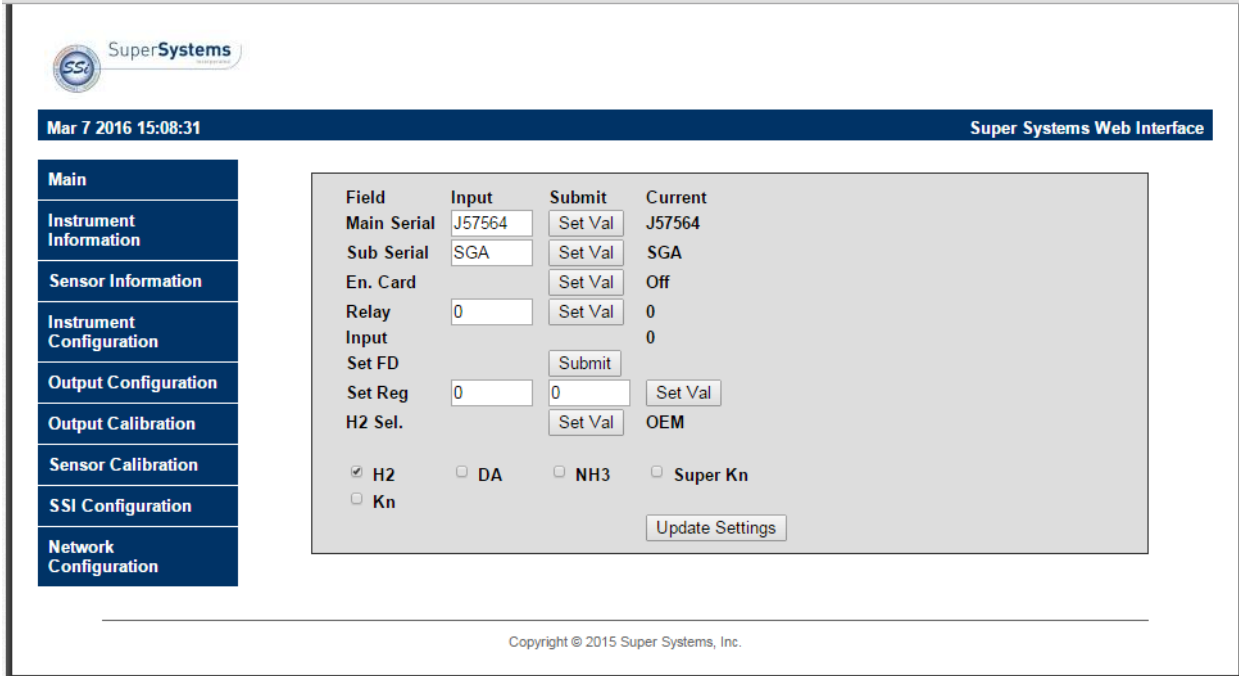 SuperSystems
incorporated
SSi
Mar 7 2016 15:08:31 Super Systems Web Interface
Main
Instrument
Information
Sensor Information
Instrument
Configuration
Output Configuration
Output Calibration
Sensor Calibration
SSI Configuration
Network
Configuration
Field Input Submit Current
Main Serial J57564 Set Val J57564
Sub Serial SGA Set Val SGA
En. Card Set Val Off
Relay 0 Set Val 0
Input 0
Set FD Submit
Set Reg 0 0 Set Val
H2 Sel. Set Val OEM
H2 DA NH3 Super Kn
Kn
Update Settings
Copyright © 2015 Super Systems, Inc.